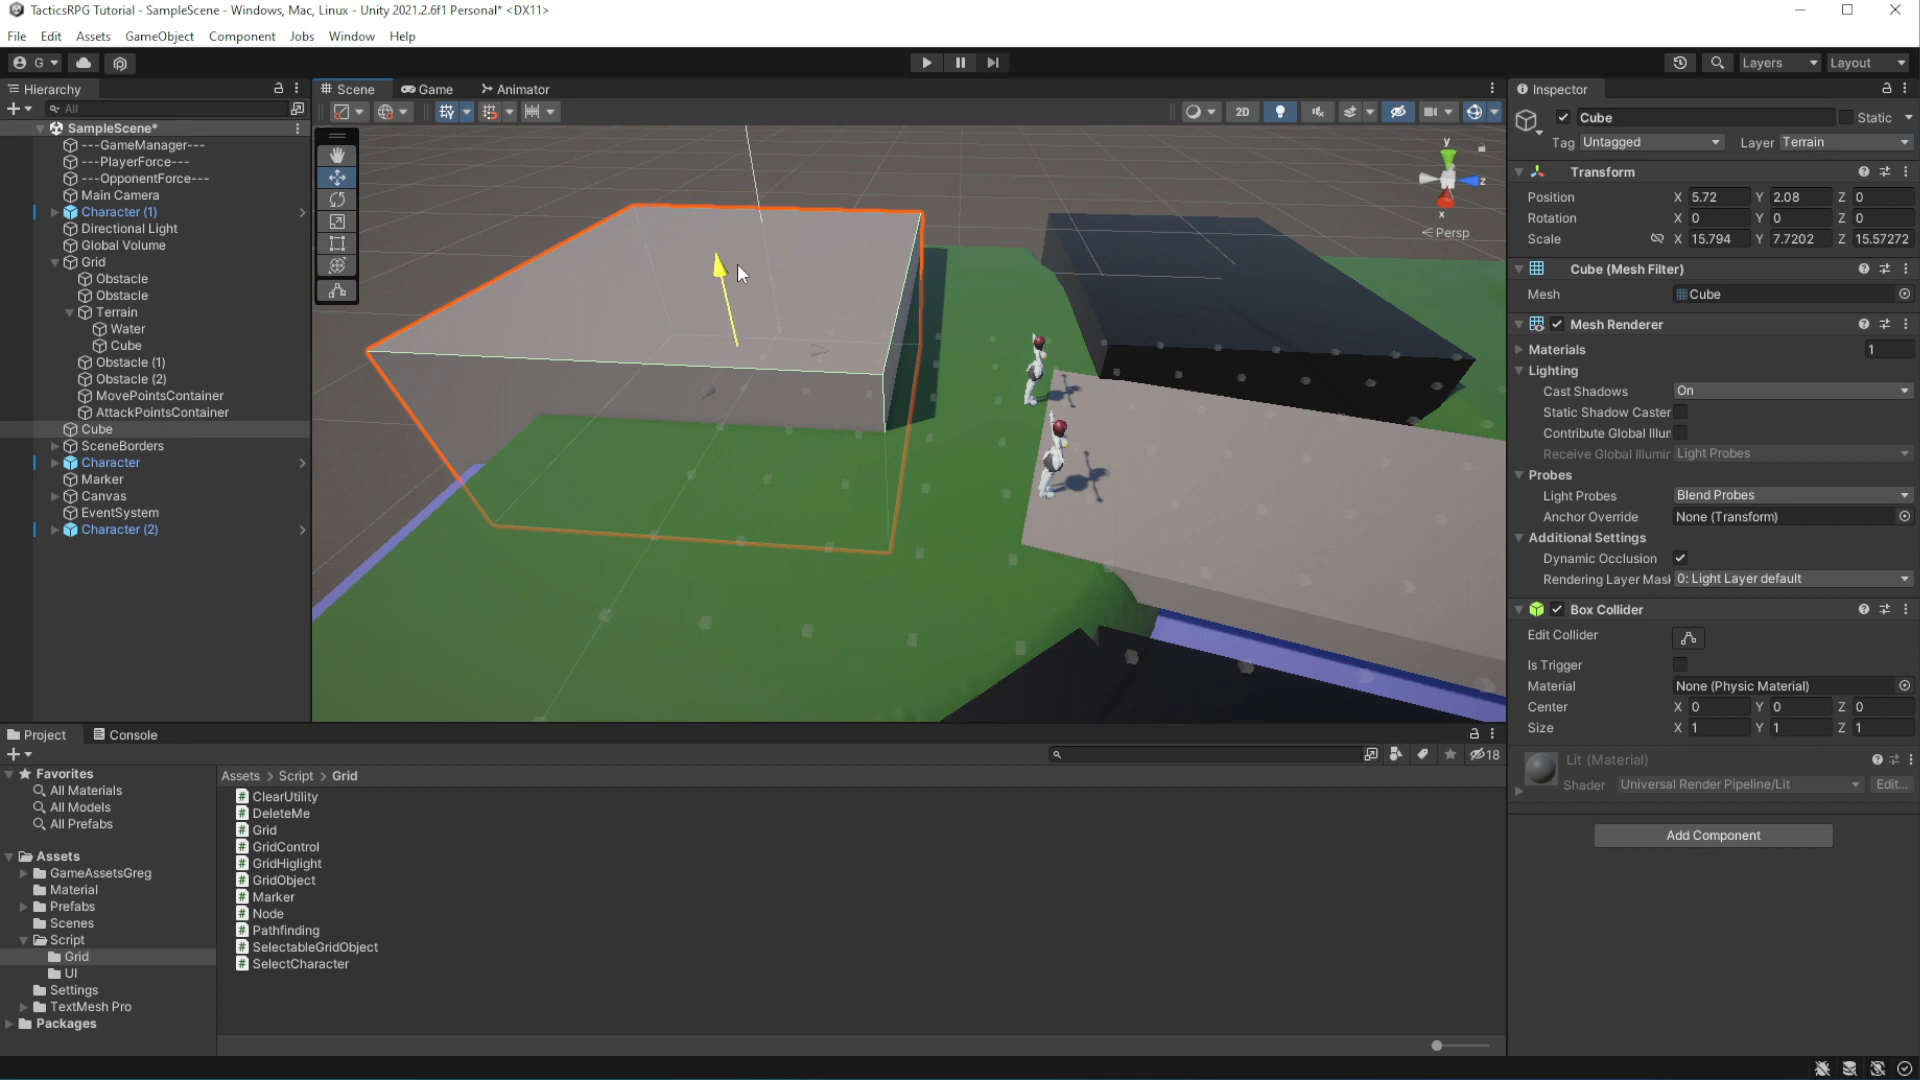 TacticsRPG Tutorial - SampleScene - Windows, Mac, Linux - Unity 2021.2.6f1 Personal* <DX11>
File Edit Assets GameObject Component Jobs Window Help
G
Layers
Layout
Hierarchy
All
SampleScene*
---GameManager---
---PlayerForce---
---OpponentForce---
Main Camera
Character (1)
Directional Light
Global Volume
Grid
Obstacle
Obstacle
Terrain
Water
Cube
Obstacle (1)
Obstacle (2)
MovePointsContainer
AttackPointsContainer
Cube
SceneBorders
Character
Marker
Canvas
EventSystem
Character (2)
Scene Game Animator
2D
y
z
x
Persp
Inspector
Cube Static
Tag Untagged Layer Terrain
Transform
Position X 5.72 Y 2.08 Z 0
Rotation X 0 Y 0 Z 0
Scale X 15.794 Y 7.7202 Z 15.57272
Cube (Mesh Filter)
Mesh Cube
Mesh Renderer
Materials 1
Lighting
Cast Shadows On
Static Shadow Caster
Contribute Global Illur
Receive Global Illumir Light Probes
Probes
Light Probes Blend Probes
Anchor Override None (Transform)
Additional Settings
Dynamic Occlusion
Rendering Layer Mask 0: Light Layer default
Box Collider
Edit Collider
Is Trigger
Material None (Physic Material)
Center X 0 Y 0 Z 0
Size X 1 Y 1 Z 1
Lit (Material)
Shader Universal Render Pipeline/Lit Edit...
Add Component
Project Console
18
Favorites
All Materials
All Models
All Prefabs
Assets
GameAssetsGreg
Material
Prefabs
Scenes
Script
Grid
UI
Settings
TextMesh Pro
Packages
Assets > Script > Grid
ClearUtility
DeleteMe
Grid
GridControl
GridHiglight
GridObject
Marker
Node
Pathfinding
SelectableGridObject
SelectCharacter